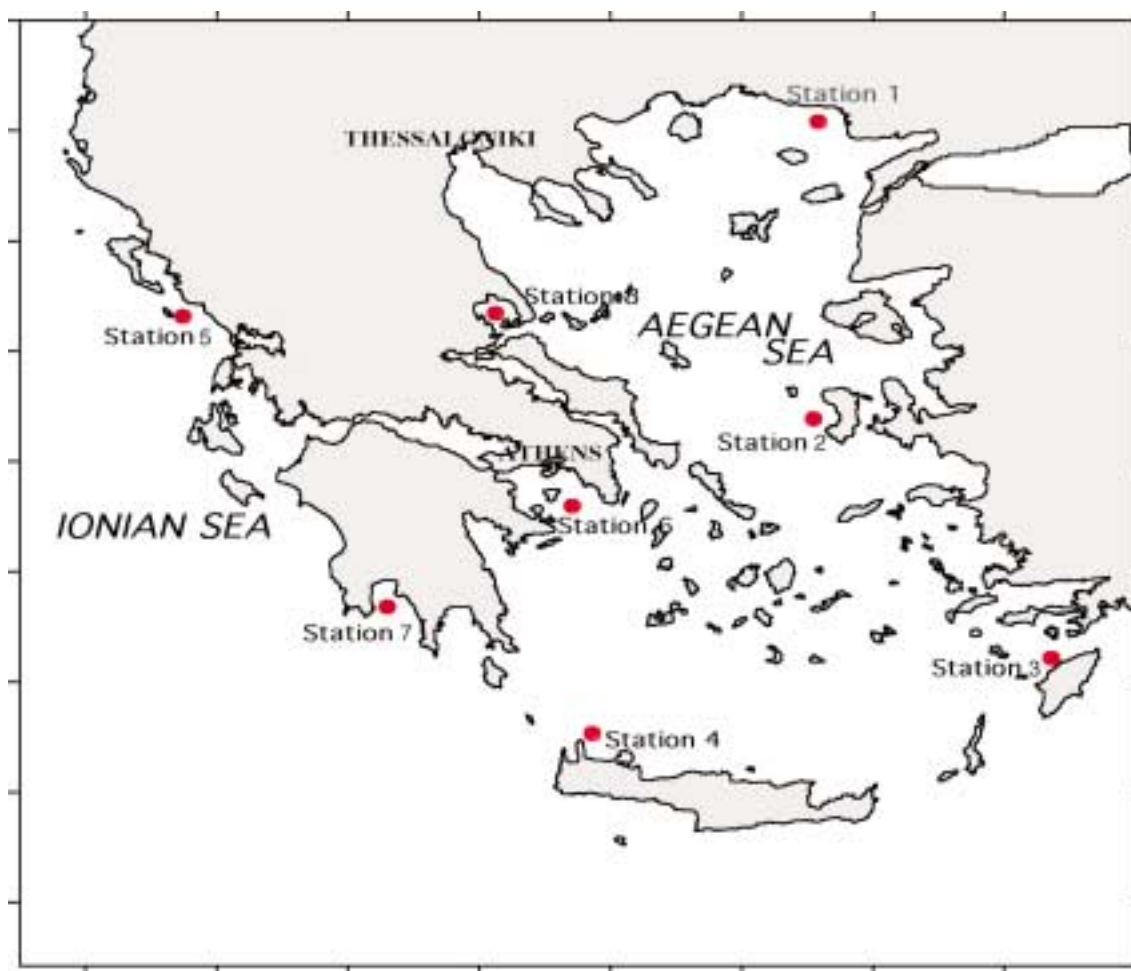 Station 1
THESSALONIKI
Station 8
AEGEAN
SEA
Station 5
Station 2
ATHENS
IONIAN SEA
Station 6
Station 7
Station 3
Station 4